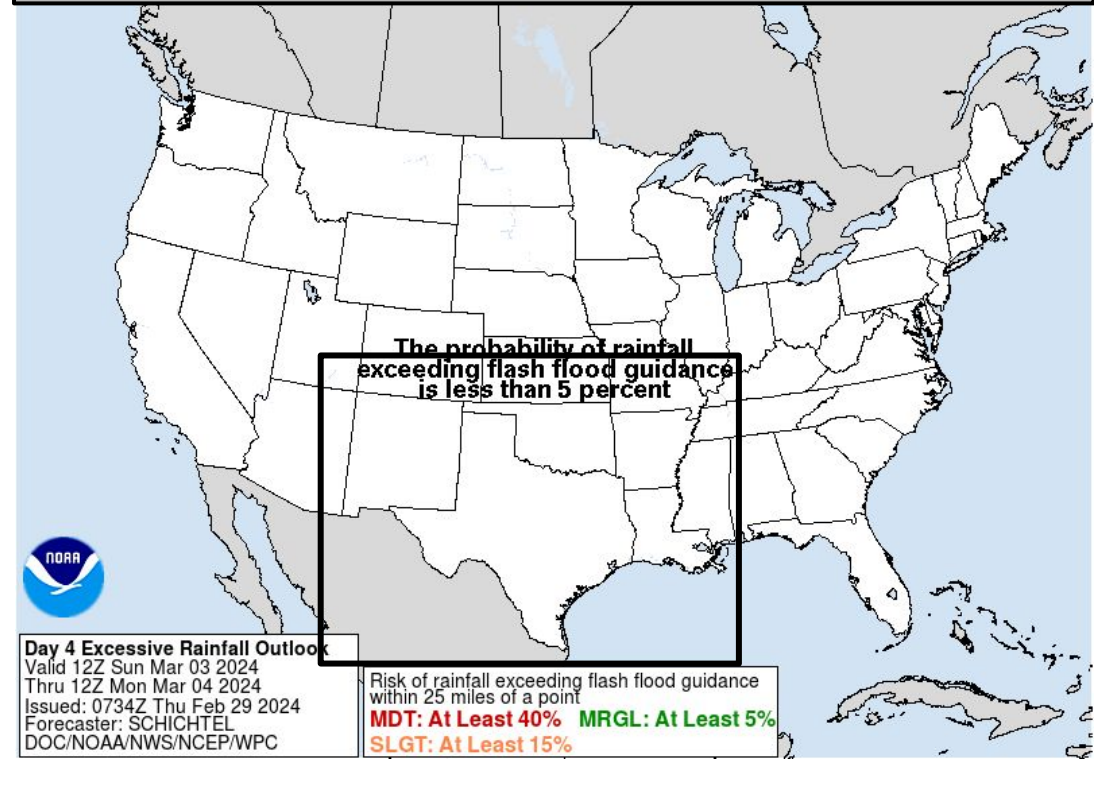 The probability of rainfall
exceeding flash flood guidance
is less than 5 percent
NOAA
Day 4 Excessive Rainfall Outlook
Valid 12Z Sun Mar 03 2024
Thru 12Z Mon Mar 04 2024
Issued: 0734Z Thu Feb 29 2024
Forecaster: SCHICHTEL
DOC/NOAA/NWS/NCEP/WPC
Risk of rainfall exceeding flash flood guidance
within 25 miles of a point
MDT: At Least 40% MRGL: At Least 5%
SLGT: At Least 15%